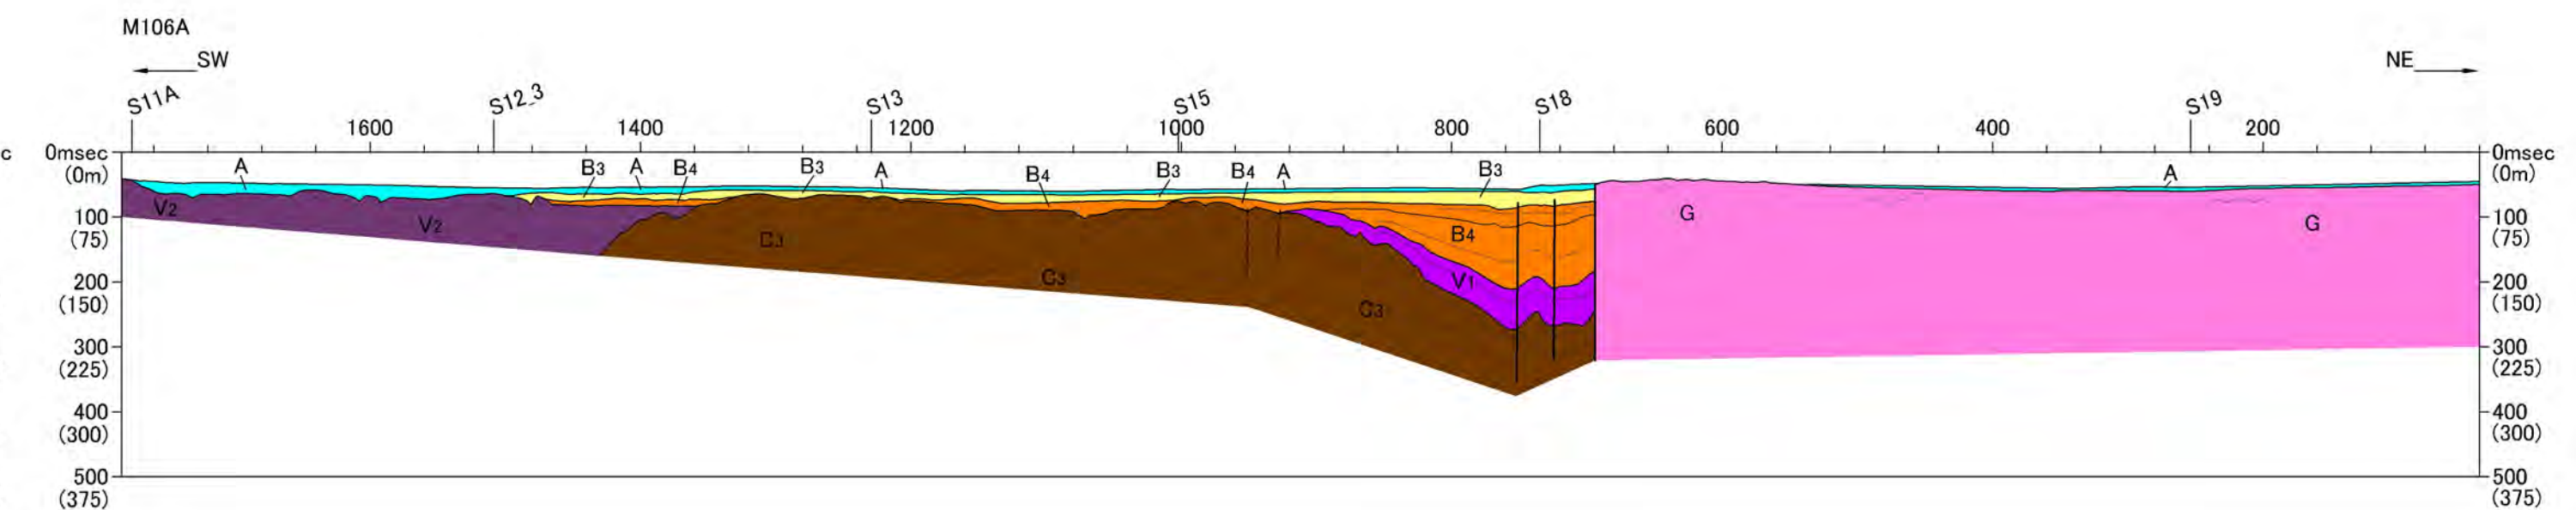 M106A
SW
NE
S11A S12_3 S13 S15 S18 S19
1600 1400 1200 1000 800 600 400 200
c 0msec 0msec
(0m) (0m)
A B3 A B4 B3 A B4 B3 B4 A B3 A
V2 V2 C3 C3 C3 V1 B4 G G
100 100
(75) (75)
200 200
(150) (150)
300 300
(225) (225)
400 400
(300) (300)
500 500
(375) (375)